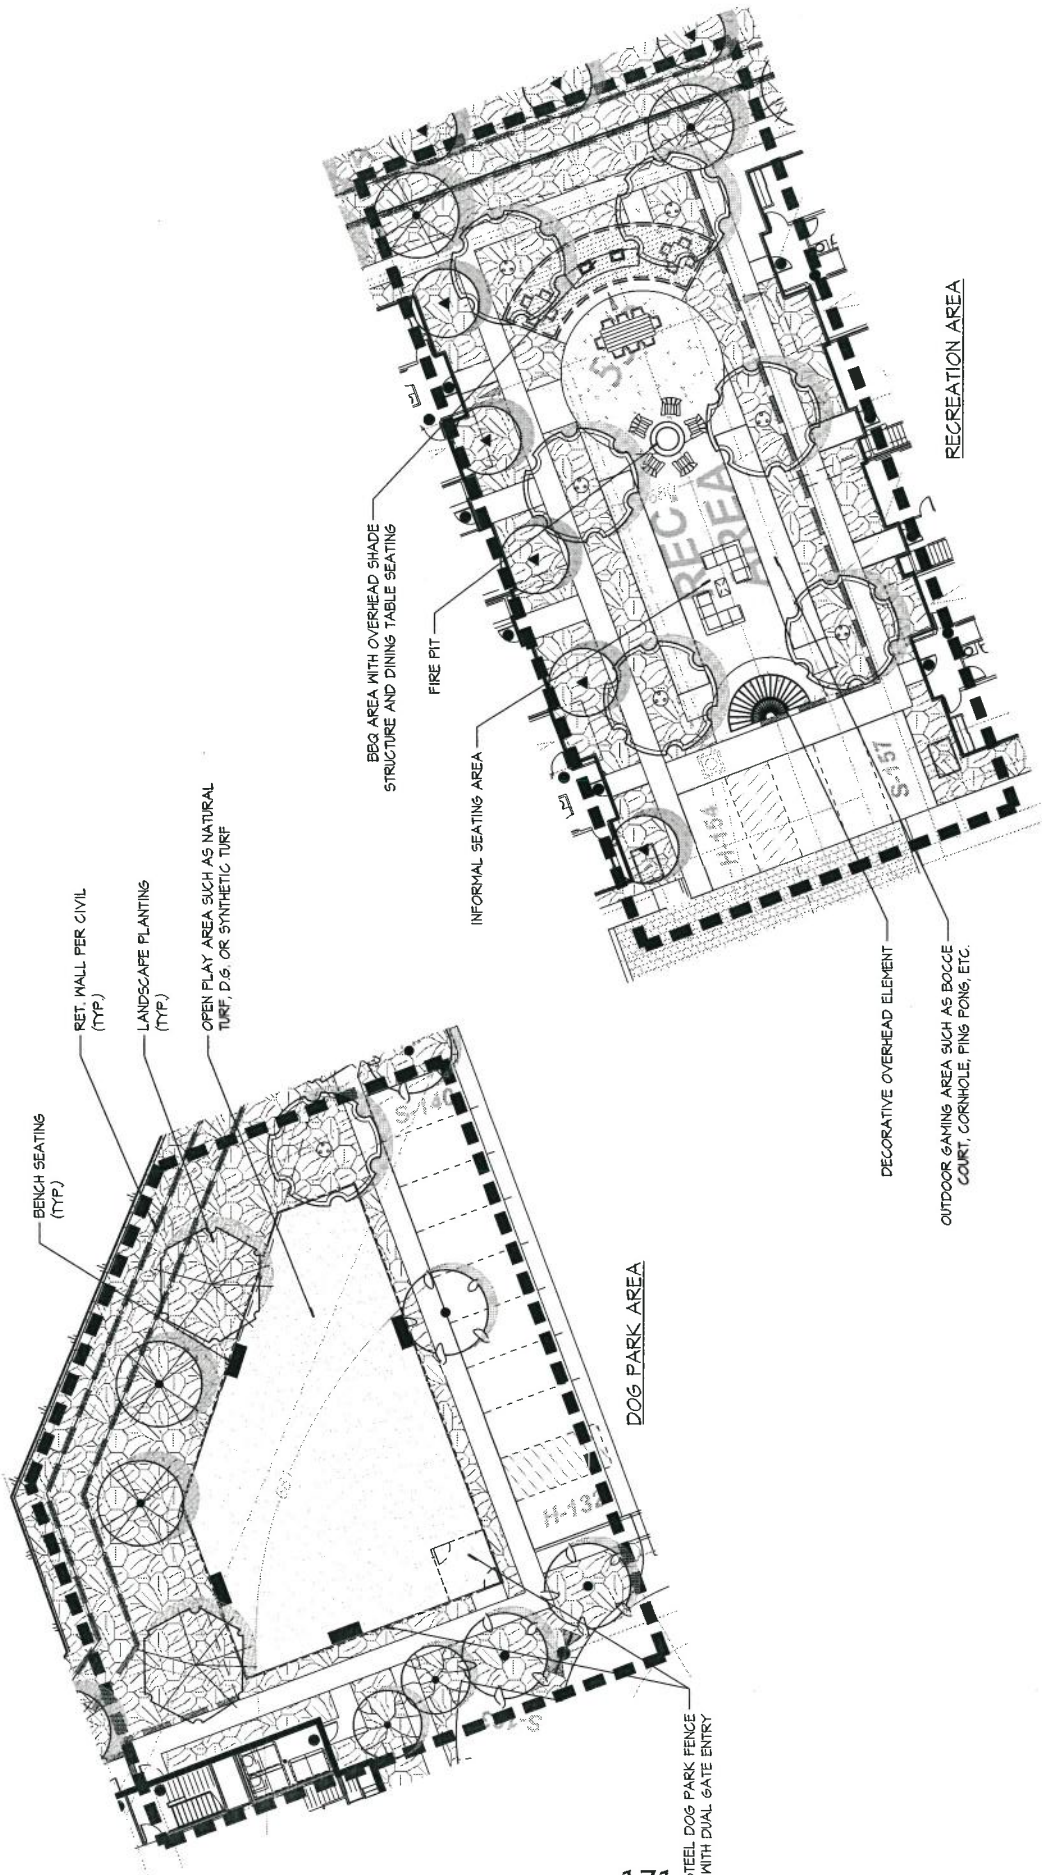 BENCH SEATING
(TYP.)
RET. WALL PER CIVIL
(TYP.)
LANDSCAPE PLANTING
(TYP.)
OPEN PLAY AREA SUCH AS NATURAL
TURF, D.G. OR SYNTHETIC TURF
S-140
H-132
STEEL DOG PARK FENCE
WITH DUAL GATE ENTRY
DOG PARK AREA
BBQ AREA WITH OVERHEAD SHADE
STRUCTURE AND DINING TABLE SEATING
FIRE PIT
INFORMAL SEATING AREA
REC.
AREA
H-154
S-157
DECORATIVE OVERHEAD ELEMENT
OUTDOOR GAMING AREA SUCH AS BOCCE
COURT, CORNHOLE, PING PONG, ETC.
RECREATION AREA
171